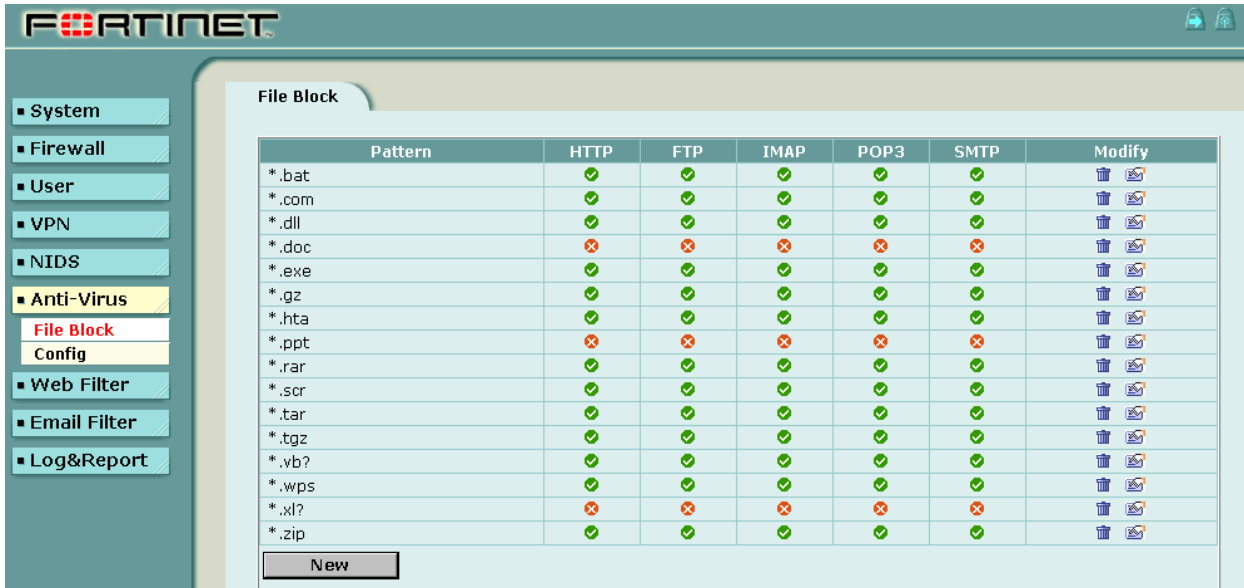 FORTINET
System
Firewall
User
VPN
NIDS
Anti-Virus
File Block
Config
Web Filter
Email Filter
Log&Report
File Block
Pattern HTTP FTP IMAP POP3 SMTP Modify
*.bat
*.com
*.dll
*.doc
*.exe
*.gz
*.hta
*.ppt
*.rar
*.scr
*.tar
*.tgz
*.vb?
*.wps
*.xl?
*.zip
New